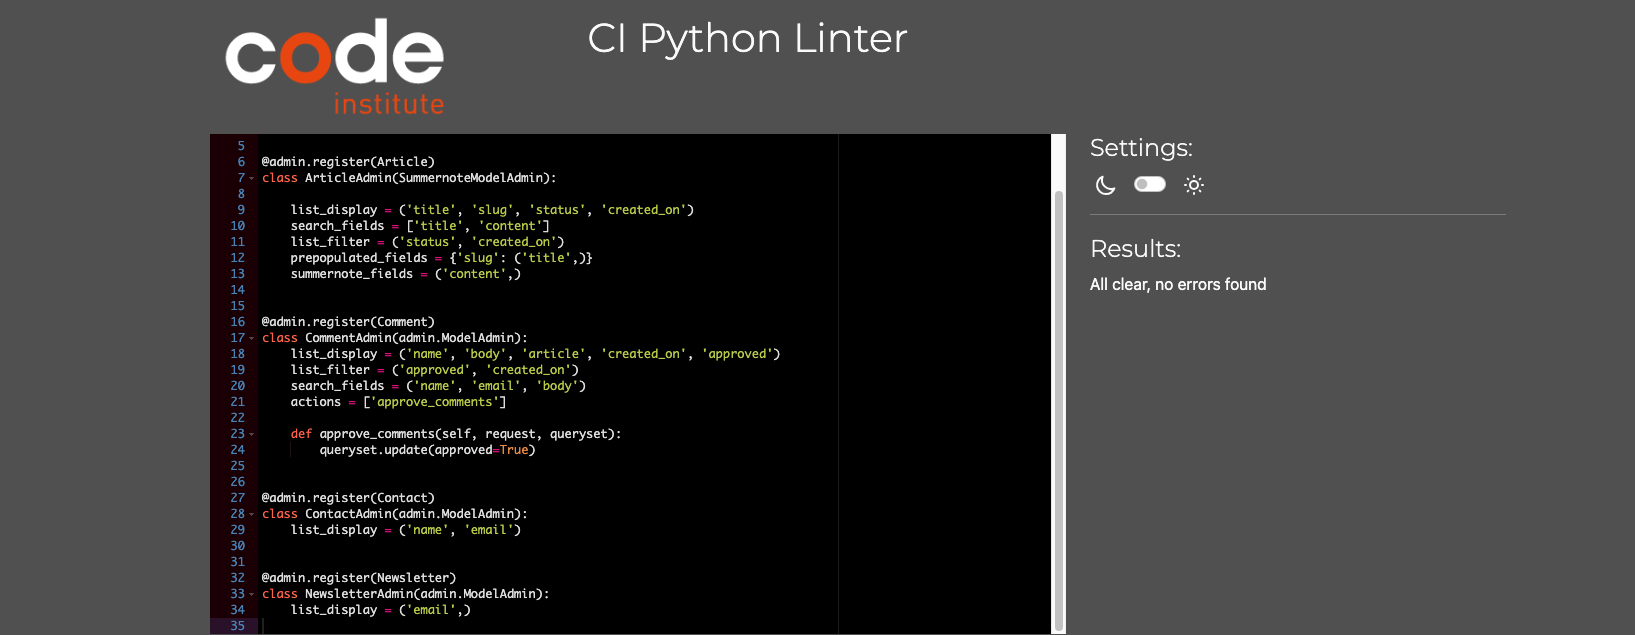 code
institute
CI Python Linter
5
6 @admin.register(Article)
7 class ArticleAdmin(SummernoteModelAdmin):
8
9     list_display = ('title', 'slug', 'status', 'created_on')
10     search_fields = ['title', 'content']
11     list_filter = ('status', 'created_on')
12     prepopulated_fields = {'slug': ('title',)}
13     summernote_fields = ('content',)
14
15
16 @admin.register(Comment)
17 class CommentAdmin(admin.ModelAdmin):
18     list_display = ('name', 'body', 'article', 'created_on', 'approved')
19     list_filter = ('approved', 'created_on')
20     search_fields = ('name', 'email', 'body')
21     actions = ['approve_comments']
22
23     def approve_comments(self, request, queryset):
24         queryset.update(approved=True)
25
26
27 @admin.register(Contact)
28 class ContactAdmin(admin.ModelAdmin):
29     list_display = ('name', 'email')
30
31
32 @admin.register(Newsletter)
33 class NewsletterAdmin(admin.ModelAdmin):
34     list_display = ('email',)
35
Settings:
Results:
All clear, no errors found